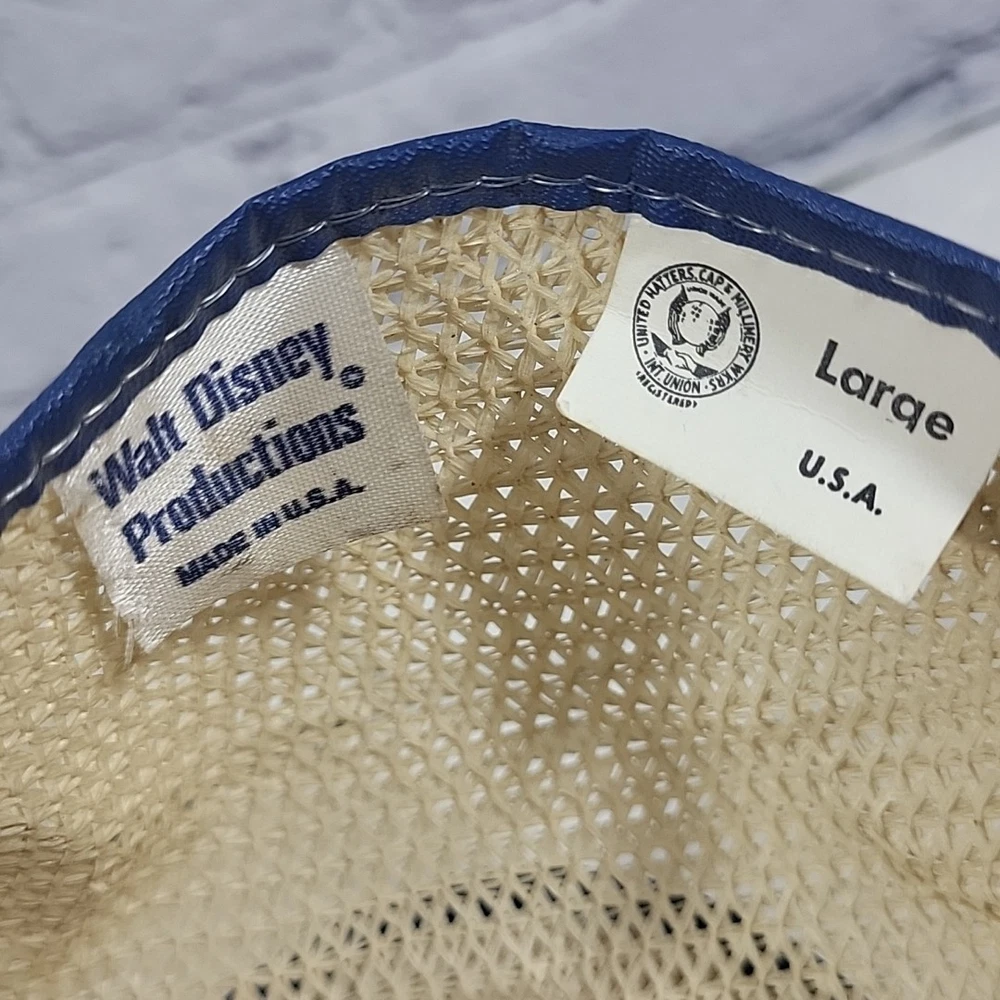 Walt Disney
Productions
MADE IN U.S.A.
UNITED HATTERS, CAP & MILLINERY WKRS.
INT. UNION
REGISTERED
Large
U.S.A.